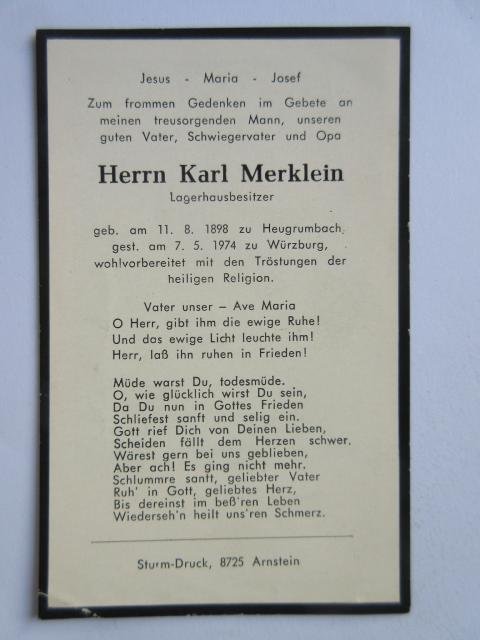 Jesus - Maria - Josef
Zum frommen Gedenken im Gebete an
meinen treusorgenden Mann, unseren
guten Vater, Schwiegervater und Opa
Herrn Karl Merklein
Lagerhausbesitzer
geb. am 11. 8. 1898 zu Heugrumbach,
gest. am 7. 5. 1974 zu Würzburg,
wohlvorbereitet mit den Tröstungen der
heiligen Religion.
Vater unser – Ave Maria
O Herr, gibt ihm die ewige Ruhe!
Und das ewige Licht leuchte ihm!
Herr, laß ihn ruhen in Frieden!
Müde warst Du, todesmüde.
O, wie glücklich wirst Du sein,
Da Du nun in Gottes Frieden
Schliefest sanft und selig ein.
Gott rief Dich von Deinen Lieben,
Scheiden fällt dem Herzen schwer.
Wärest gern bei uns geblieben,
Aber ach! Es ging nicht mehr.
Schlummre santt, geliebter Vater
Ruh' in Gott, geliebtes Herz,
Bis dereinst im beß'ren Leben
Wiederseh'n heilt uns'ren Schmerz.
Sturm-Druck, 8725 Arnstein